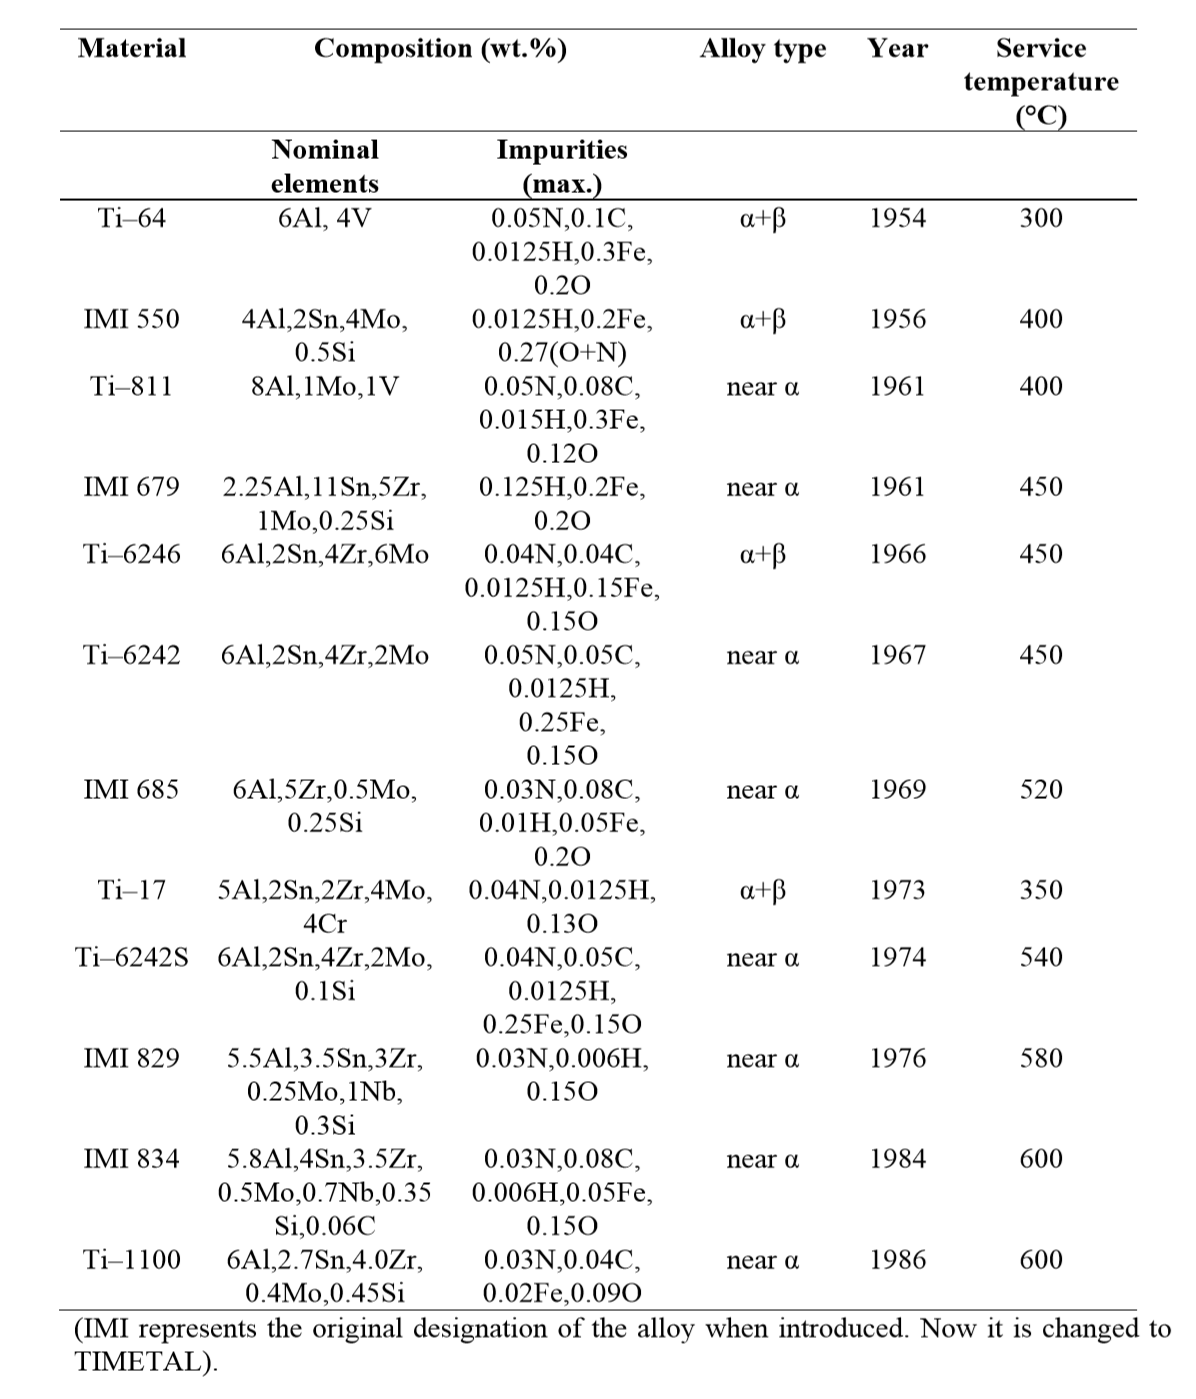 Material Composition (wt.%) Alloy type Year Service
temperature
(°C)
Nominal Impurities
elements (max.)
Ti–64 6Al, 4V 0.05N,0.1C, α+β 1954 300
0.0125H,0.3Fe,
0.2O
IMI 550 4Al,2Sn,4Mo, 0.0125H,0.2Fe, α+β 1956 400
0.5Si 0.27(O+N)
Ti–811 8Al,1Mo,1V 0.05N,0.08C, near α 1961 400
0.015H,0.3Fe,
0.12O
IMI 679 2.25Al,11Sn,5Zr, 0.125H,0.2Fe, near α 1961 450
1Mo,0.25Si 0.2O
Ti–6246 6Al,2Sn,4Zr,6Mo 0.04N,0.04C, α+β 1966 450
0.0125H,0.15Fe,
0.15O
Ti–6242 6Al,2Sn,4Zr,2Mo 0.05N,0.05C, near α 1967 450
0.0125H,
0.25Fe,
0.15O
IMI 685 6Al,5Zr,0.5Mo, 0.03N,0.08C, near α 1969 520
0.25Si 0.01H,0.05Fe,
0.2O
Ti–17 5Al,2Sn,2Zr,4Mo, 0.04N,0.0125H, α+β 1973 350
4Cr 0.13O
Ti–6242S 6Al,2Sn,4Zr,2Mo, 0.04N,0.05C, near α 1974 540
0.1Si 0.0125H,
0.25Fe,0.15O
IMI 829 5.5Al,3.5Sn,3Zr, 0.03N,0.006H, near α 1976 580
0.25Mo,1Nb, 0.15O
0.3Si
IMI 834 5.8Al,4Sn,3.5Zr, 0.03N,0.08C, near α 1984 600
0.5Mo,0.7Nb,0.35 0.006H,0.05Fe,
Si,0.06C 0.15O
Ti–1100 6Al,2.7Sn,4.0Zr, 0.03N,0.04C, near α 1986 600
0.4Mo,0.45Si 0.02Fe,0.09O
(IMI represents the original designation of the alloy when introduced. Now it is changed to
TIMETAL).